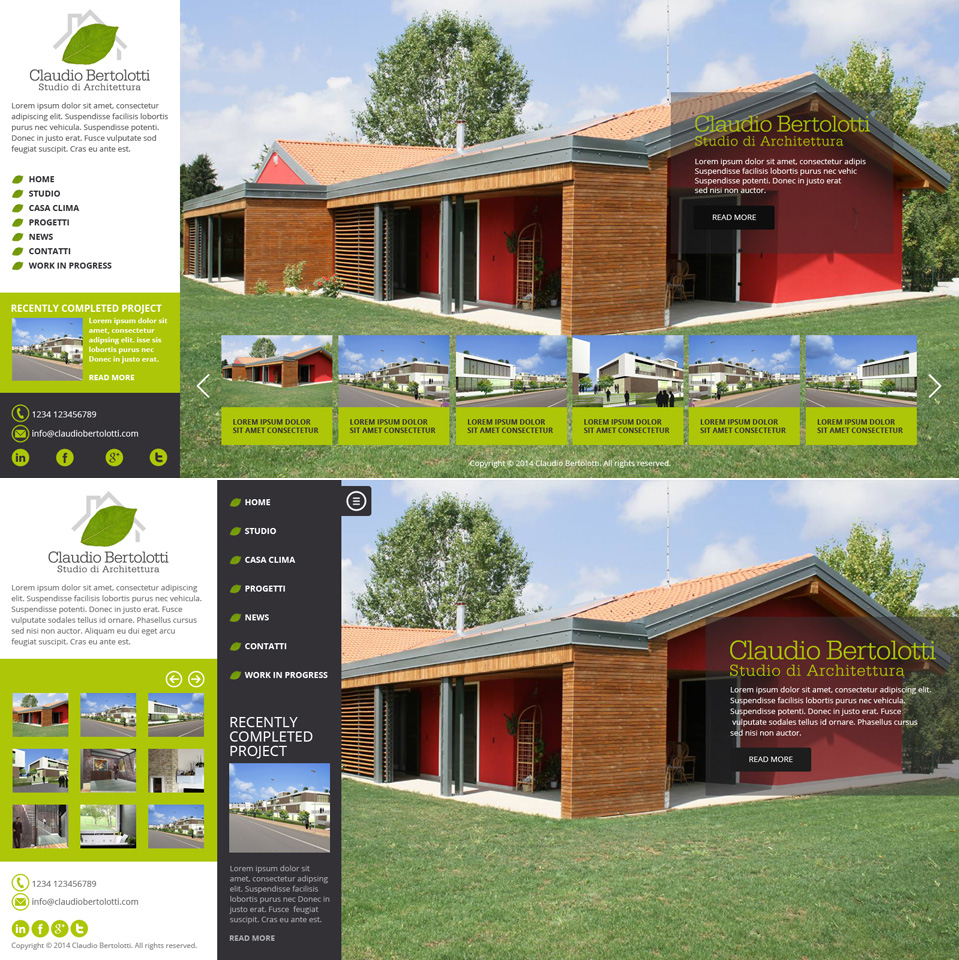 Claudio Bertolotti
Studio di Architettura
Lorem ipsum dolor sit amet, consectetur
adipiscing elit. Suspendisse facilisis lobortis
purus nec vehicula. Suspendisse potenti.
Donec in justo erat. Fusce vulputate sod
feugiat suscipit. Cras eu ante est.
HOME
STUDIO
CASA CLIMA
PROGETTI
NEWS
CONTATTI
WORK IN PROGRESS
RECENTLY COMPLETED PROJECT
Lorem ipsum dolor sit
amet, consectetur
adipsing elit. isse sis
lobortis purus nec
Donec in justo erat.
READ MORE
1234 123456789
info@claudiobertolotti.com
in f g+ t
Claudio Bertolotti
Studio di Architettura
Lorem ipsum dolor sit amet, consectetur adipis
Suspendisse facilisis lobortis purus nec vehic
Suspendisse potenti. Donec in justo erat
sed nisi non auctor.
READ MORE
LOREM IPSUM DOLOR
SIT AMET CONSECTETUR
LOREM IPSUM DOLOR
SIT AMET CONSECTETUR
LOREM IPSUM DOLOR
SIT AMET CONSECTETUR
LOREM IPSUM DOLOR
SIT AMET CONSECTETUR
LOREM IPSUM DOLOR
SIT AMET CONSECTETUR
LOREM IPSUM DOLOR
SIT AMET CONSECTETUR
Copyright © 2014 Claudio Bertolotti. All rights reserved.
Claudio Bertolotti
Studio di Architettura
Lorem ipsum dolor sit amet, consectetur adipiscing
elit. Suspendisse facilisis lobortis purus nec vehicula.
Suspendisse potenti. Donec in justo erat. Fusce
vulputate sodales tellus id ornare. Phasellus cursus
sed nisi non auctor. Aliquam eu dui eget arcu
feugiat suscipit. Cras eu ante est.
1234 123456789
info@claudiobertolotti.com
in f g+ t
Copyright © 2014 Claudio Bertolotti. All rights reserved.
HOME
STUDIO
CASA CLIMA
PROGETTI
NEWS
CONTATTI
WORK IN PROGRESS
RECENTLY
COMPLETED
PROJECT
Lorem ipsum dolor sit
amet, consectetur adipiscing
elit. Suspendisse facilisis
lobortis purus nec Donec in
justo erat. Fusce feugiat
suscipit. Cras eu ante est.
READ MORE
Claudio Bertolotti
Studio di Architettura
Lorem ipsum dolor sit amet, consectetur adipiscing elit.
Suspendisse facilisis lobortis purus nec vehicula.
Suspendisse potenti. Donec in justo erat. Fusce
vulputate sodales tellus id ornare. Phasellus cursus
sed nisi non auctor.
READ MORE